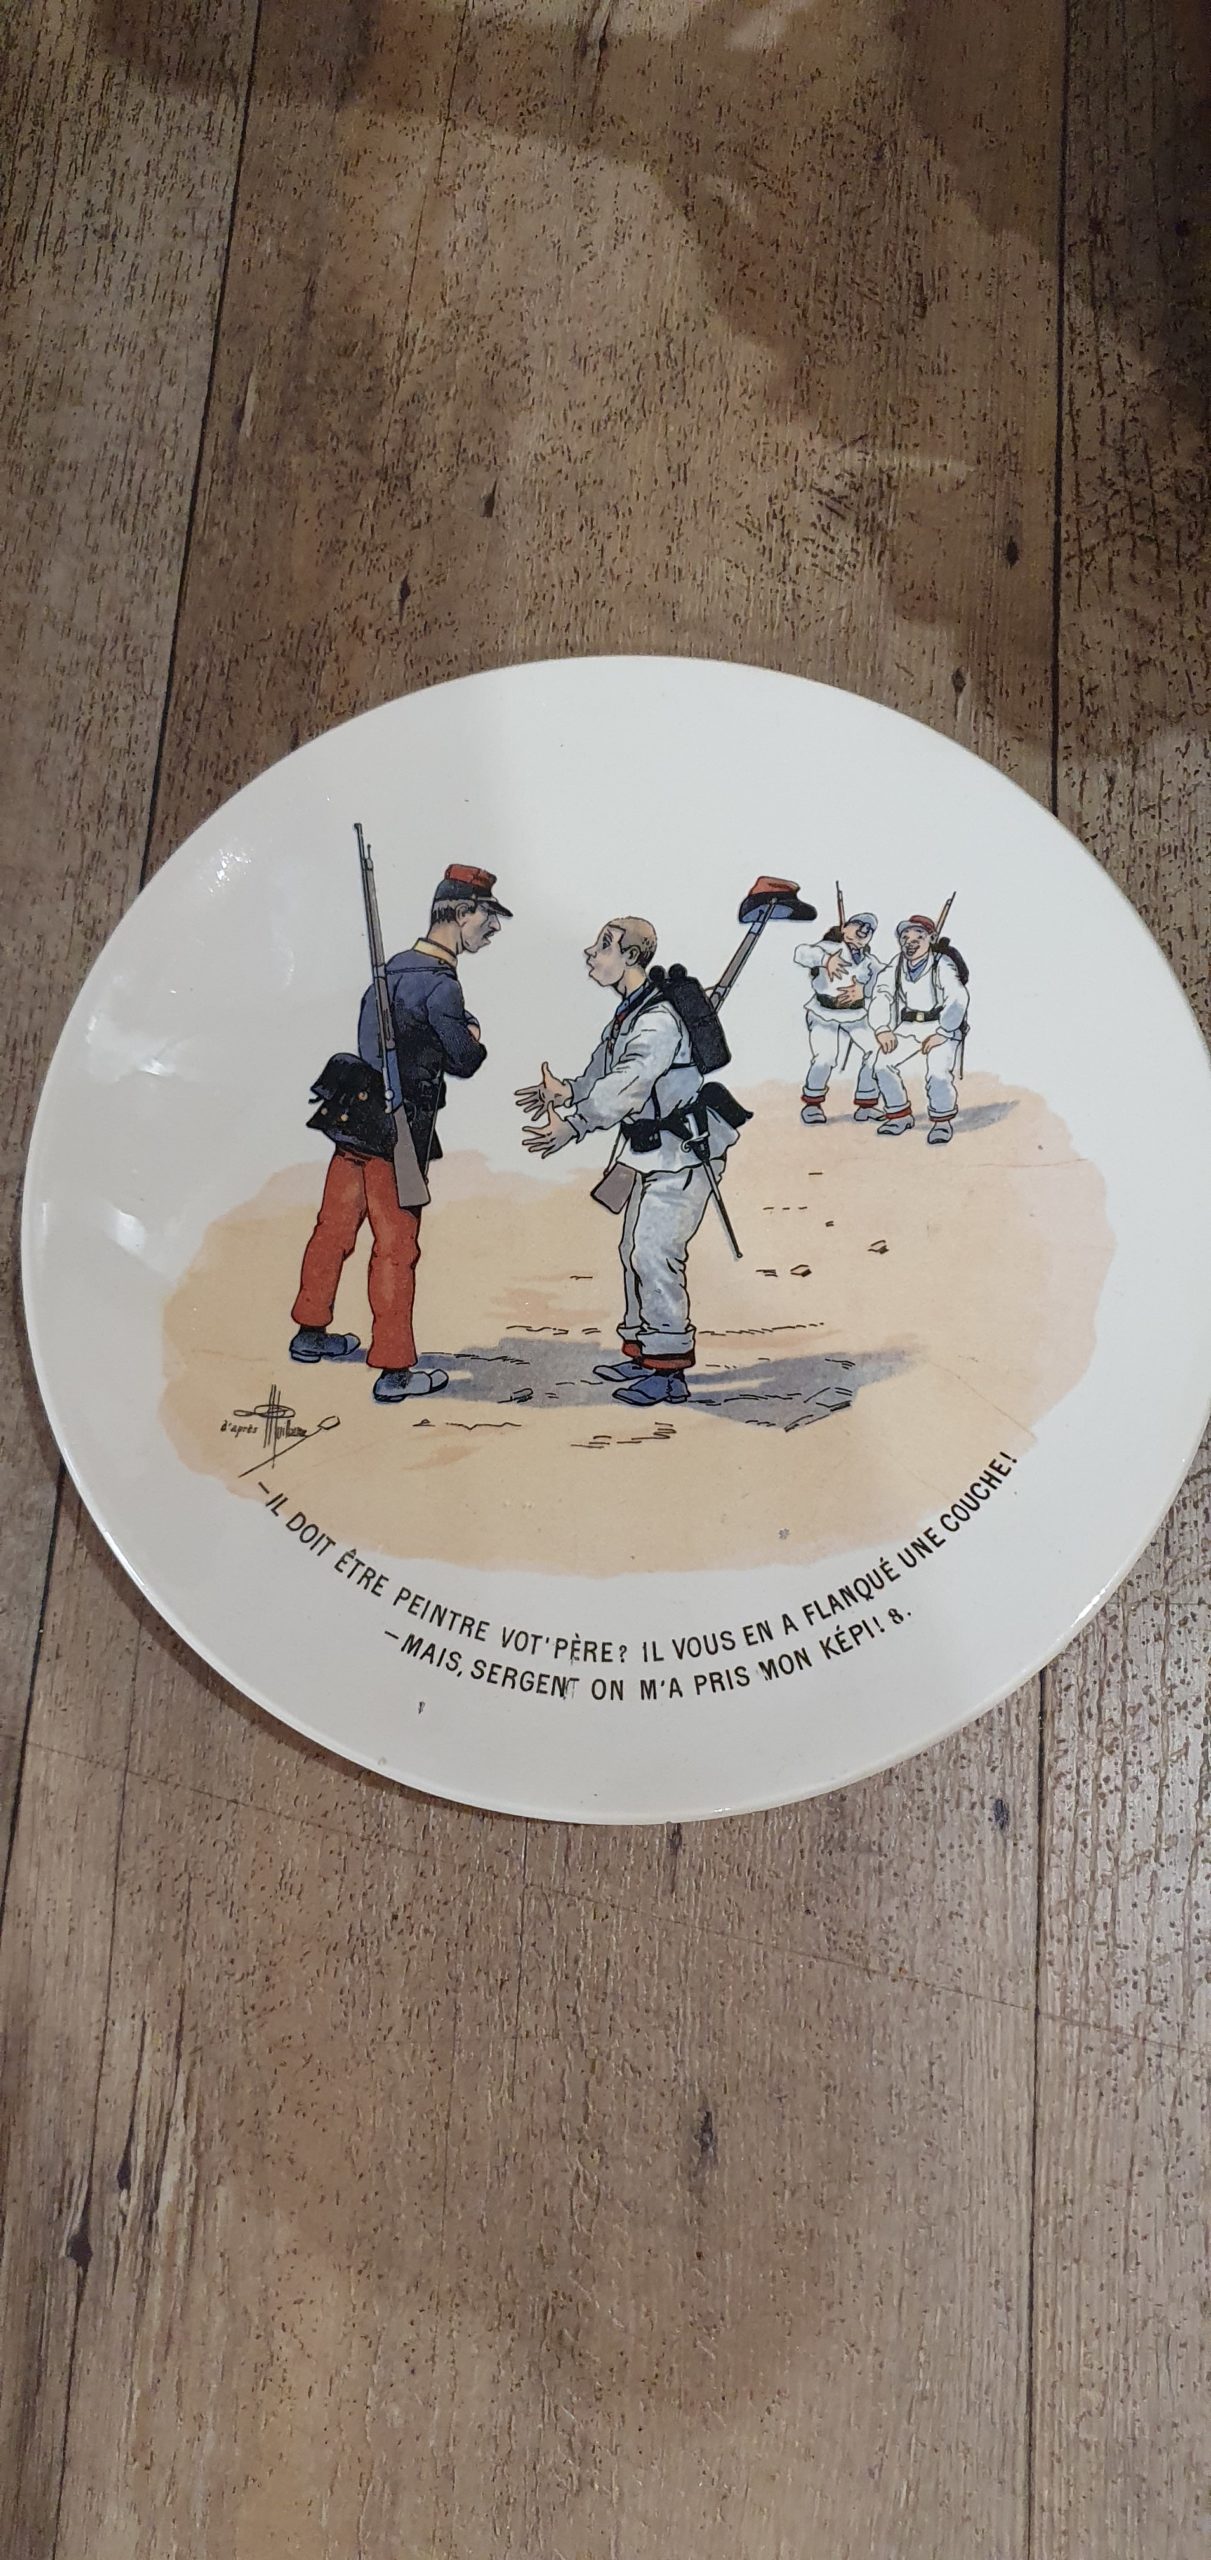 d'après
—IL DOIT ÊTRE PEINTRE VOT'PÈRE? IL VOUS EN A FLANQUÉ UNE COUCHE!
—MAIS, SERGENT ON M'A PRIS MON KÉPI! 8.